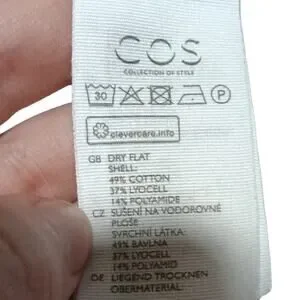 COS
COLLECTION OF STYLE
30
P
clevercare.info
GB DRY FLAT
SHELL:
49% COTTON
37% LYOCELL
14% POLYAMIDE
CZ SUŠENÍ NA VODOROVNÉ
PLOŠE
SVRCHNÍ LÁTKA:
49% BAVLNA
37% LYOCELL
14% POLYAMID
DE LIEGEND TROCKNEN
OBERMATERIAL: